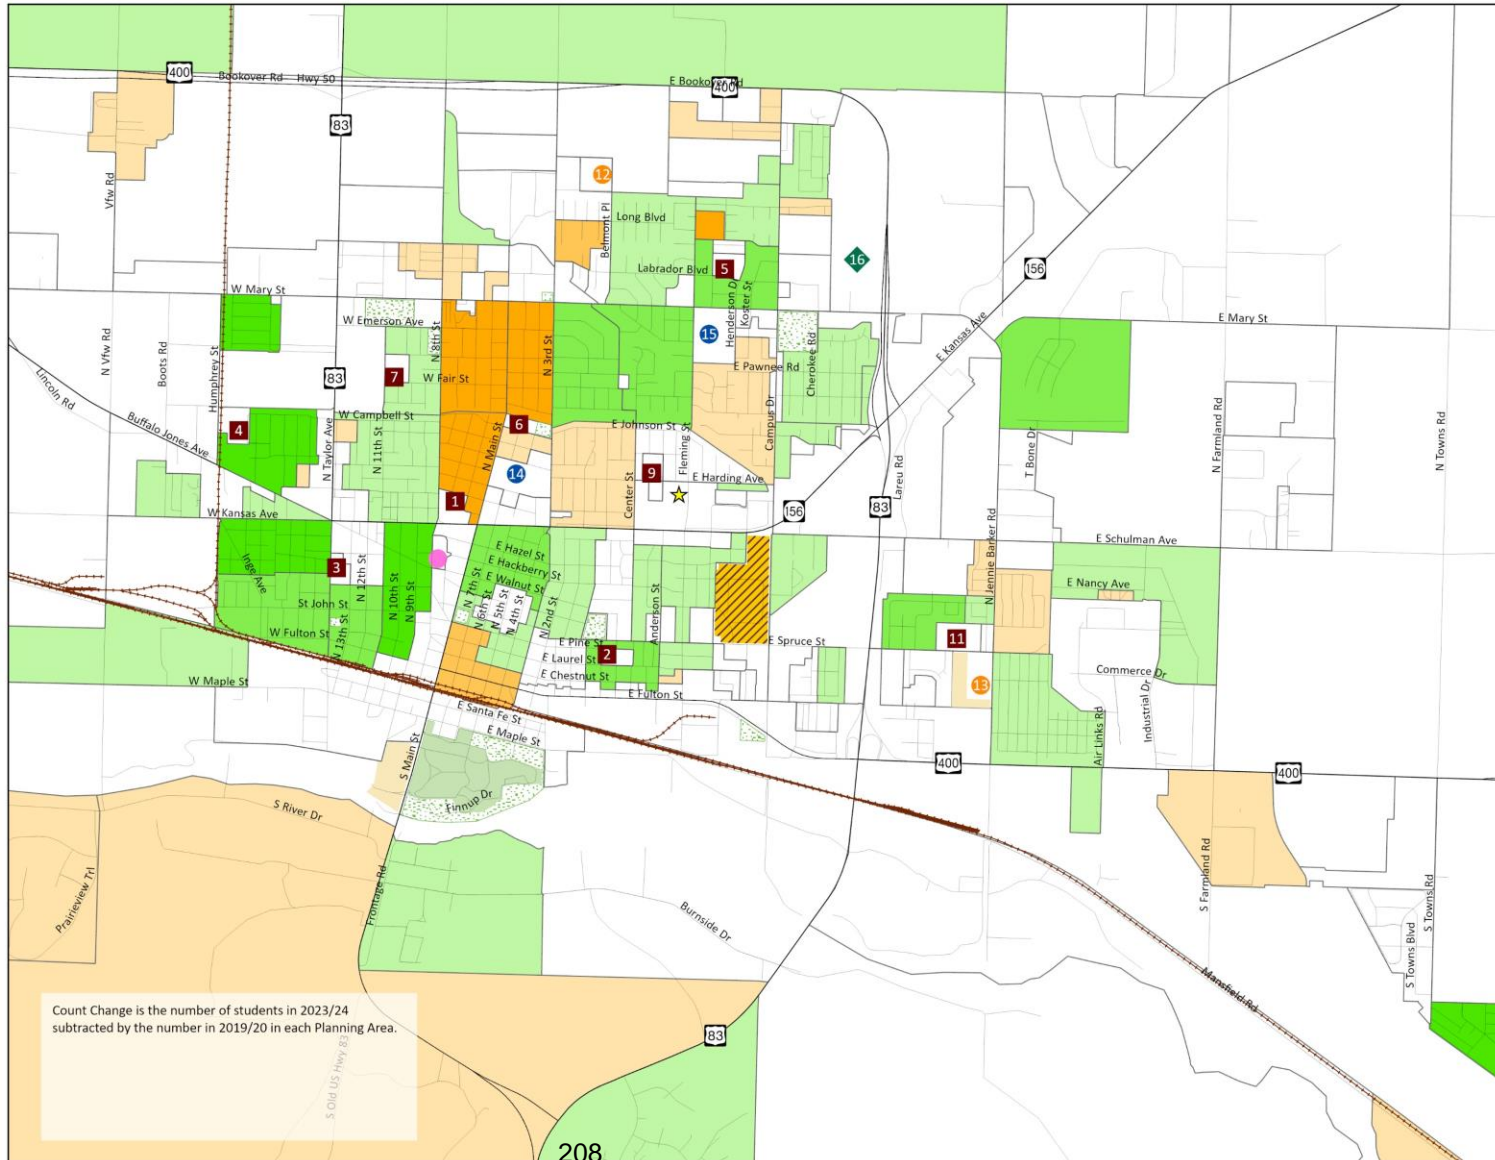 400
Bookover Rd Hwy 50
E Bookover Rd
400
83
12
Vfw Rd
Belmont Pl
Long Blvd
16
156
Labrador Blvd
5
Henderson D
Koster St
W Mary St
E Mary St
W Emerson Ave
N 8th St
N 3rd St
15
N Vfw Rd
Boots Rd
Humphrey St
83
7
W Fair St
E Pawnee Rd
Cherokee Rd
E Kansas Ave
Lincoln Rd
Buffalo Jones Ave
4
N Taylor Ave
W Campbell St
N 11th St
N Main St
6
E Johnson St
Fleming St
Campus Dr
T Bone Dr
N Farmland Rd
N Towns Rd
14
9
E Harding Ave
Center St
Lareu Rd
1
156
83
W Kansas Ave
N Jennie Barker Rd
E Schulman Ave
E Hazel St
E Hackberry St
E Walnut St
Inge Ave
3
N 12th St
N 10th St
N 9th St
N 7th St
N 6th St
N 5th St
N 4th St
N 2nd St
E Nancy Ave
St John St
Anderson St
W Fulton St
N 13th St
E Pine St
2
E Spruce St
11
E Laurel St
E Chestnut St
Commerce Dr
W Maple St
E Fulton St
13
Industrial Dr
E Santa Fe St
E Maple St
Air Links Rd
S Main St
400
400
Finnup Dr
S River Dr
Prairieview Trl
Frontage Rd
S Farmland Rd
Burnside Dr
S Towns Blvd
S Towns Rd
Mansfield Rd
Count Change is the number of students in 2023/24
subtracted by the number in 2019/20 in each Planning Area.
S Old US Hwy 83
83
208